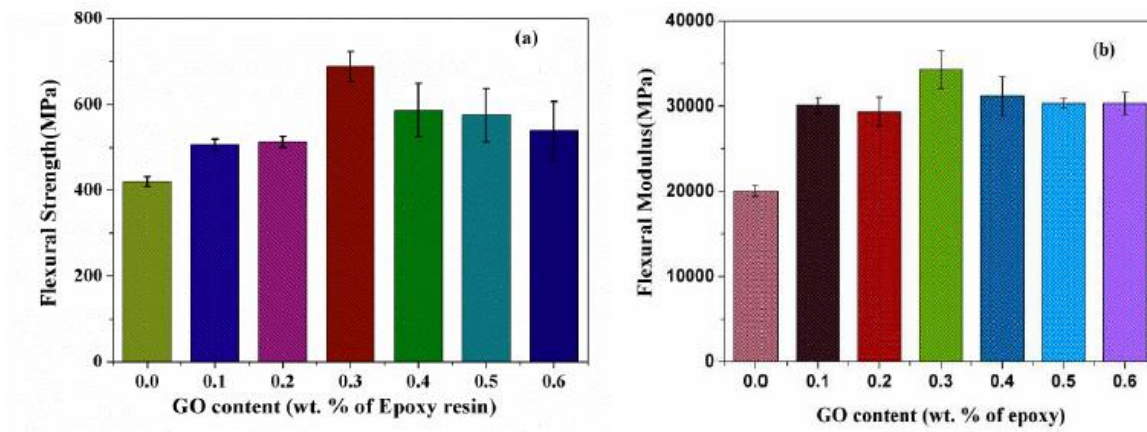 (a)
Flexural Strength(MPa)
800
600
400
200
0
0.0 0.1 0.2 0.3 0.4 0.5 0.6
GO content (wt. % of Epoxy resin)
(b)
Flexural Modulus(MPa)
40000
30000
20000
10000
0
0.0 0.1 0.2 0.3 0.4 0.5 0.6
GO content (wt. % of epoxy)